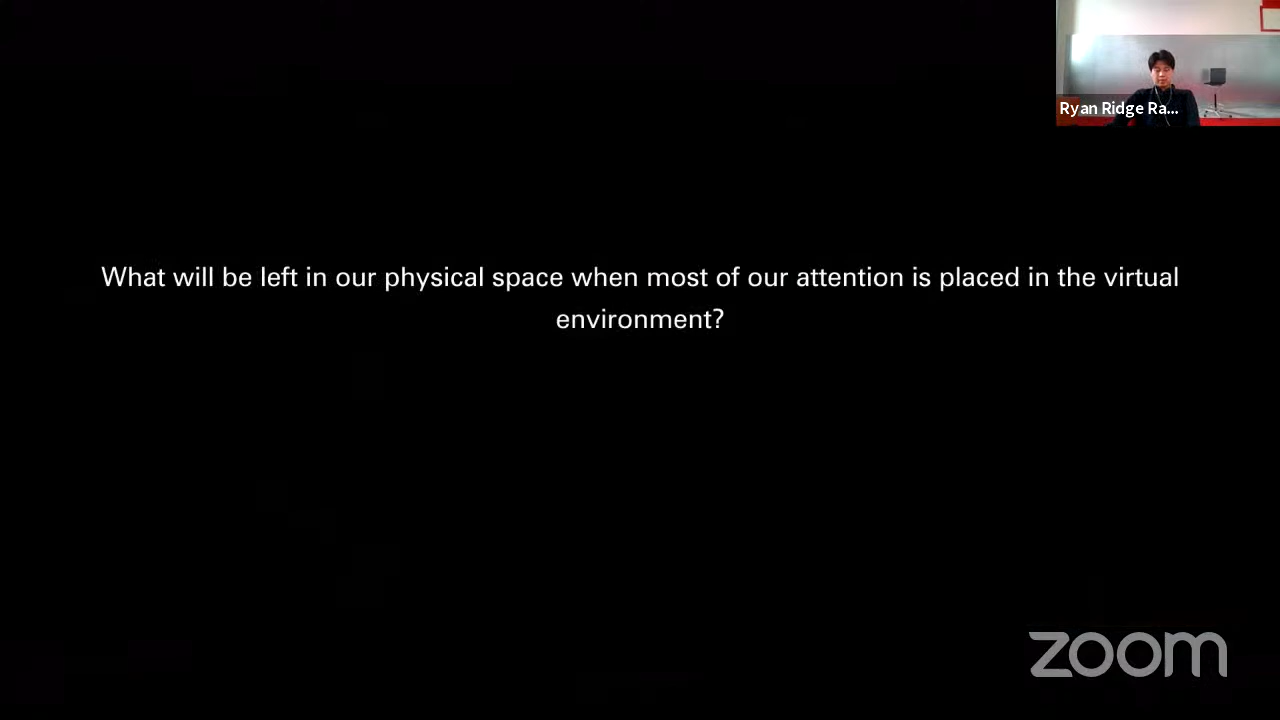 Ryan Ridge Ra...
What will be left in our physical space when most of our attention is placed in the virtual
environment?
zoom